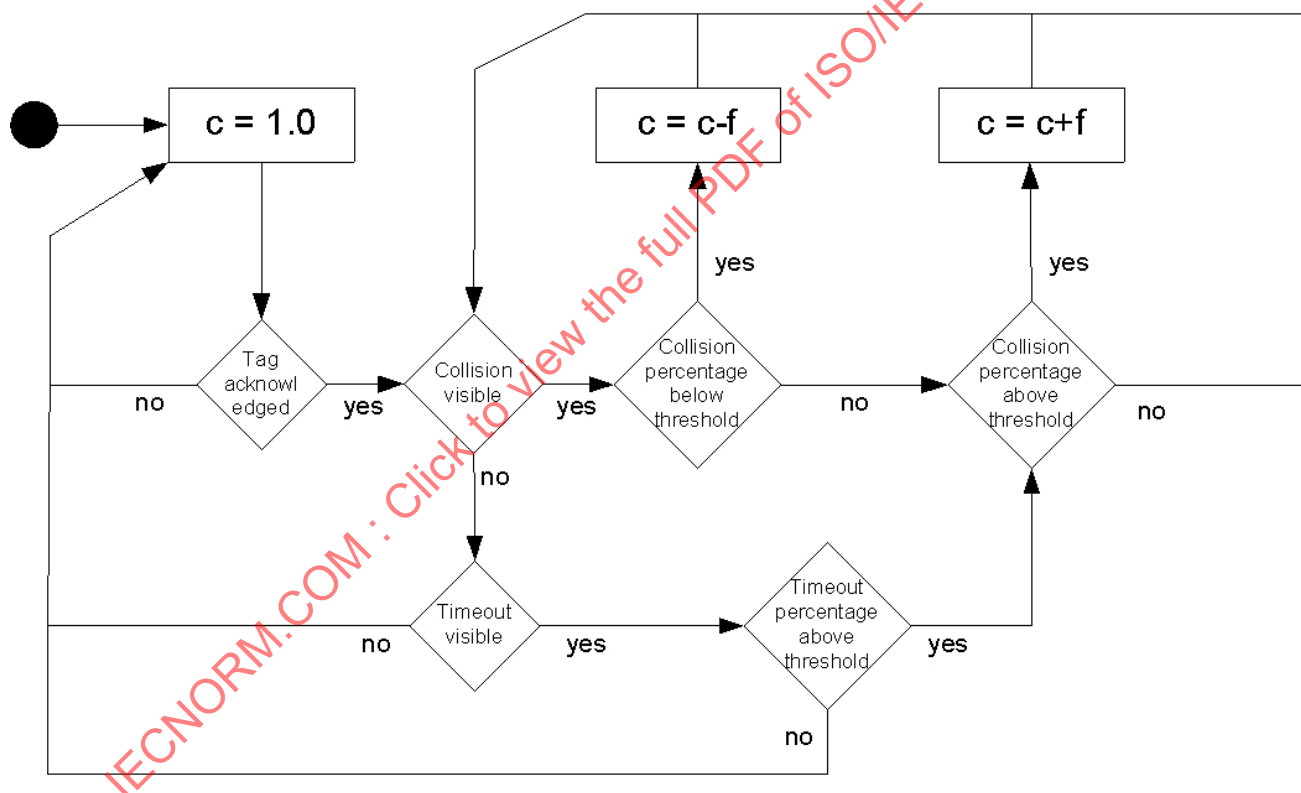 c = 1.0
c = c-f
c = c+f
yes
yes
Tag
acknowl
edged
no
yes
Collision
visible
yes
no
Collision
percentage
below
threshold
no
Collision
percentage
above
threshold
no
Timeout
visible
no
yes
Timeout
percentage
above
threshold
yes
no
IECNORM.COM : Click to view the full PDF of ISO/IE